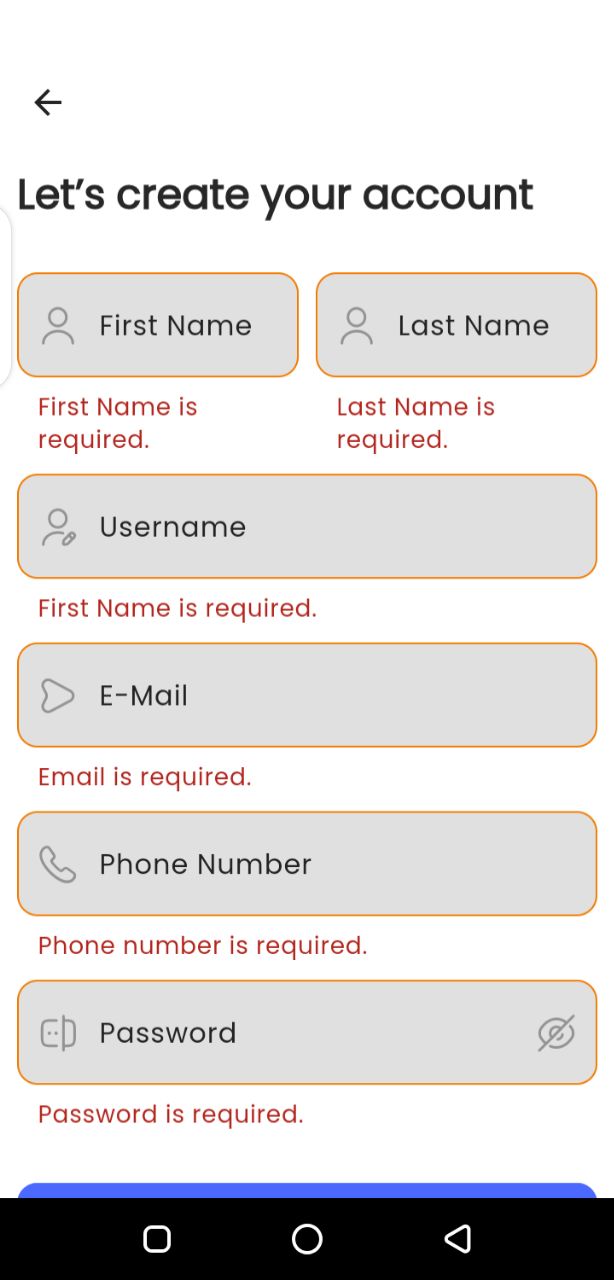 Let's create your account
First Name
Last Name
First Name is
required.
Last Name is
required.
Username
First Name is required.
E-Mail
Email is required.
Phone Number
Phone number is required.
Password
Password is required.